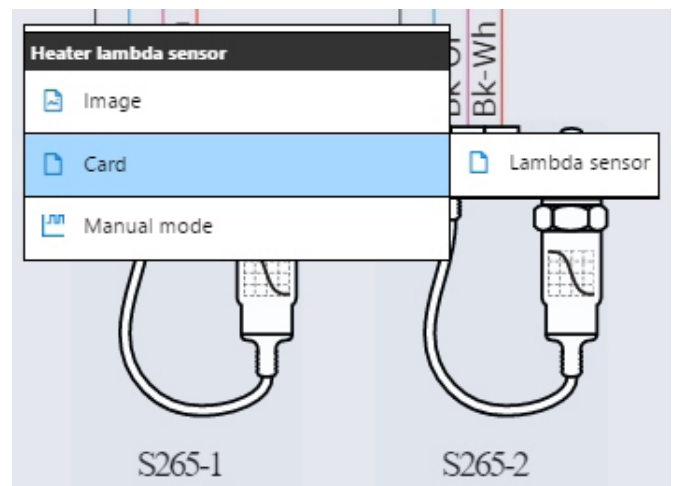 Heater lambda sensor
Image
Card
Lambda sensor
Manual mode
Bk-Wh
S265-1
S265-2